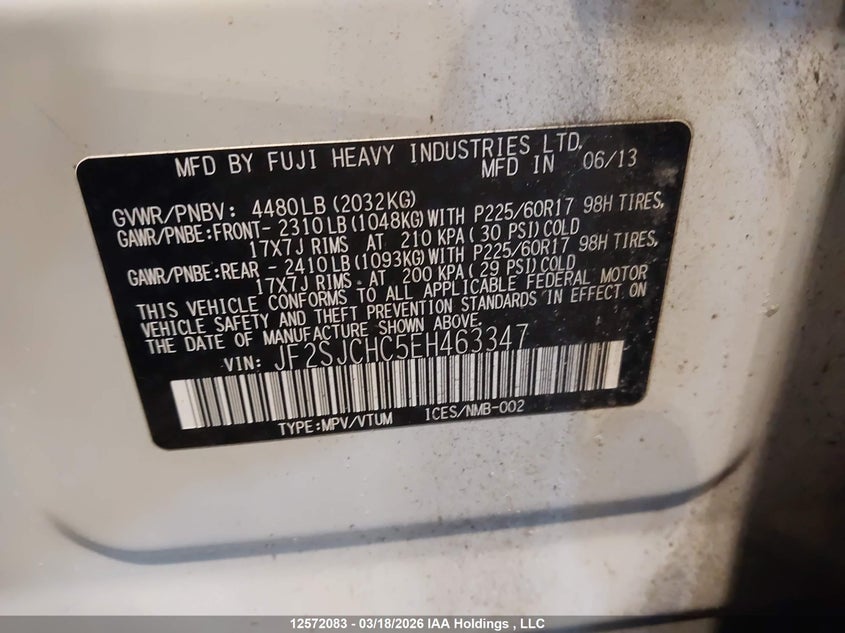 MFD BY FUJI HEAVY INDUSTRIES LTD.
MFD IN 06/13
GVWR/PNBV: 4480LB(2032KG)
GAWR/PNBE:FRONT- 2310LB(1048KG)WITH P225/60R17 98H TIRES,
17X7J RIMS AT 210 KPA(30 PSI)COLD
GAWR/PNBE:REAR - 2410LB(1093KG)WITH P225/60R17 98H TIRES,
17X7J RIMS AT 200 KPA(29 PSI)COLD
THIS VEHICLE CONFORMS TO ALL APPLICABLE FEDERAL MOTOR
VEHICLE SAFETY AND THEFT PREVENTION STANDARDS IN EFFECT ON
THE DATE OF MANUFACTURE SHOWN ABOVE.
VIN: JF2SJCHC5EH463347
TYPE:MPV/VTUM ICES/NMB-002
12572083 - 03/18/2026 IAA Holdings , LLC